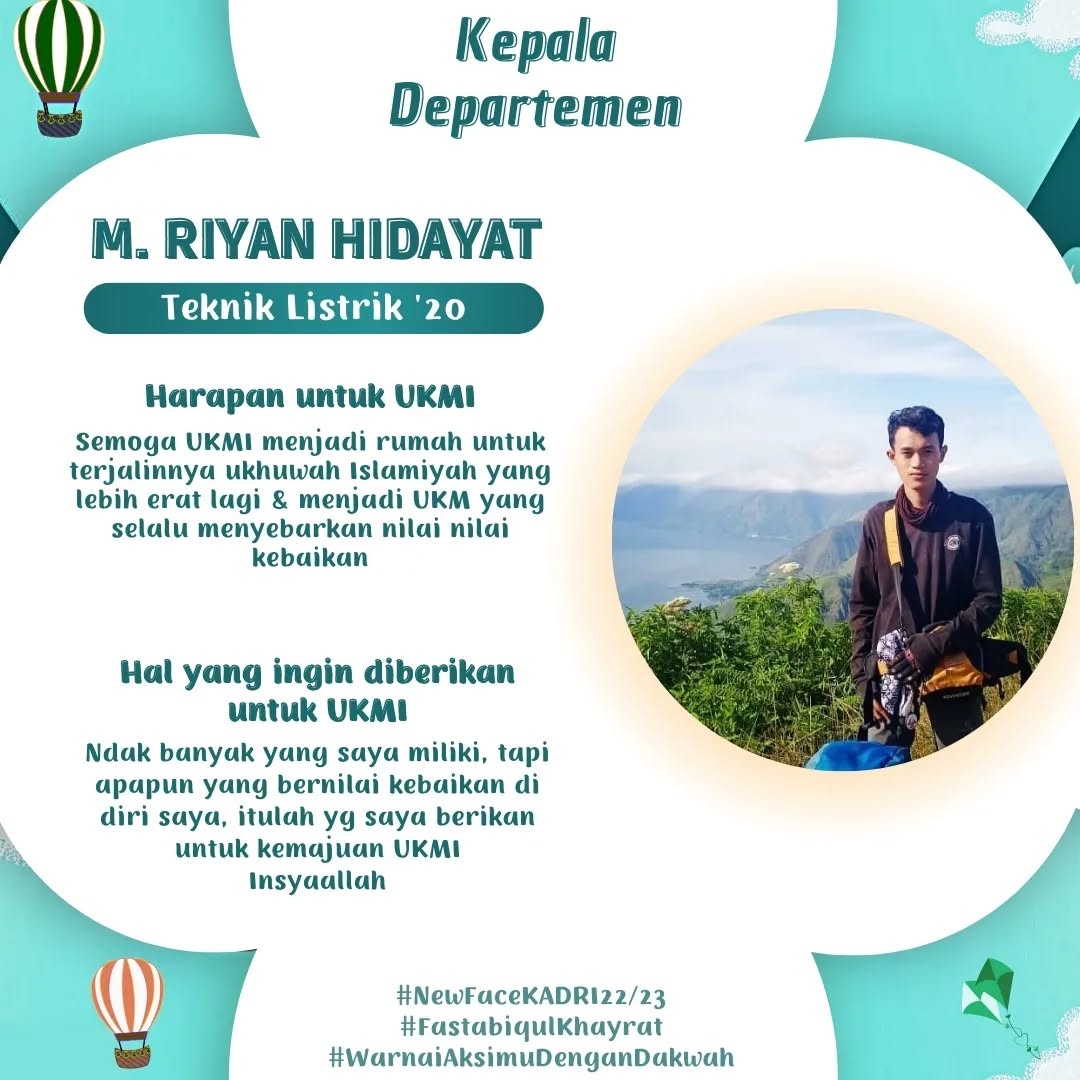 Kepala
Departemen
M. RIYAN HIDAYAT
Teknik Listrik '20
Harapan untuk UKMI
Semoga UKMI menjadi rumah untuk
terjalinnya ukhuwah Islamiyah yang
lebih erat lagi & menjadi UKM yang
selalu menyebarkan nilai nilai
kebaikan
Hal yang ingin diberikan
untuk UKMI
Ndak banyak yang saya miliki, tapi
apapun yang bernilai kebaikan di
diri saya, itulah yg saya berikan
untuk kemajuan UKMI
Insyaallah
#NewFaceKADRI22/23
#FastabiqulKhayrat
#WarnaiAksimuDenganDakwah